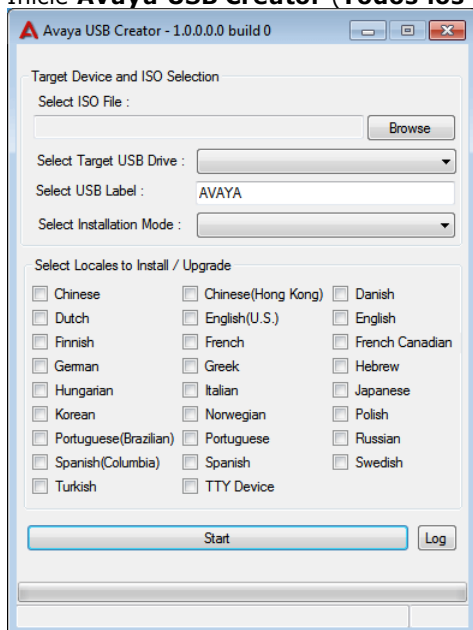 Inicie Avaya USB Creator (Todos los
Avaya USB Creator - 1.0.0.0.0 build 0
Target Device and ISO Selection
Select ISO File :
Browse
Select Target USB Drive :
Select USB Label :
AVAYA
Select Installation Mode :
Select Locales to Install / Upgrade
Chinese
Chinese(Hong Kong)
Danish
Dutch
English(U.S.)
English
Finnish
French
French Canadian
German
Greek
Hebrew
Hungarian
Italian
Japanese
Korean
Norwegian
Polish
Portuguese(Brazilian)
Portuguese
Russian
Spanish(Columbia)
Spanish
Swedish
Turkish
TTY Device
Start
Log